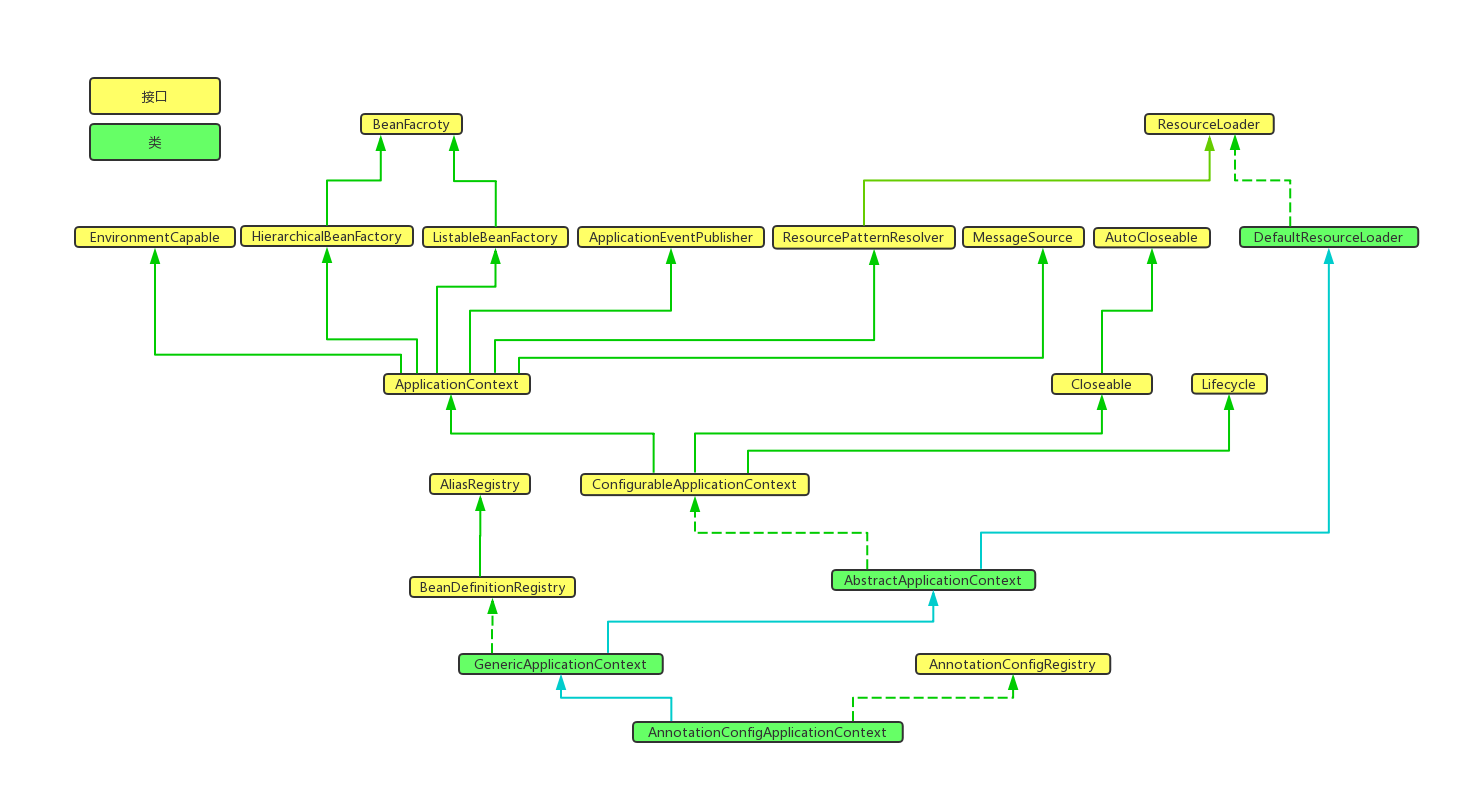 接口
类
BeanFacroty
ResourceLoader
EnvironmentCapable
HierarchicalBeanFactory
ListableBeanFactory
ApplicationEventPublisher
ResourcePatternResolver
MessageSource
AutoCloseable
DefaultResourceLoader
ApplicationContext
Closeable
Lifecycle
AliasRegistry
ConfigurableApplicationContext
BeanDefinitionRegistry
AbstractApplicationContext
GenericApplicationContext
AnnotationConfigRegistry
AnnotationConfigApplicationContext